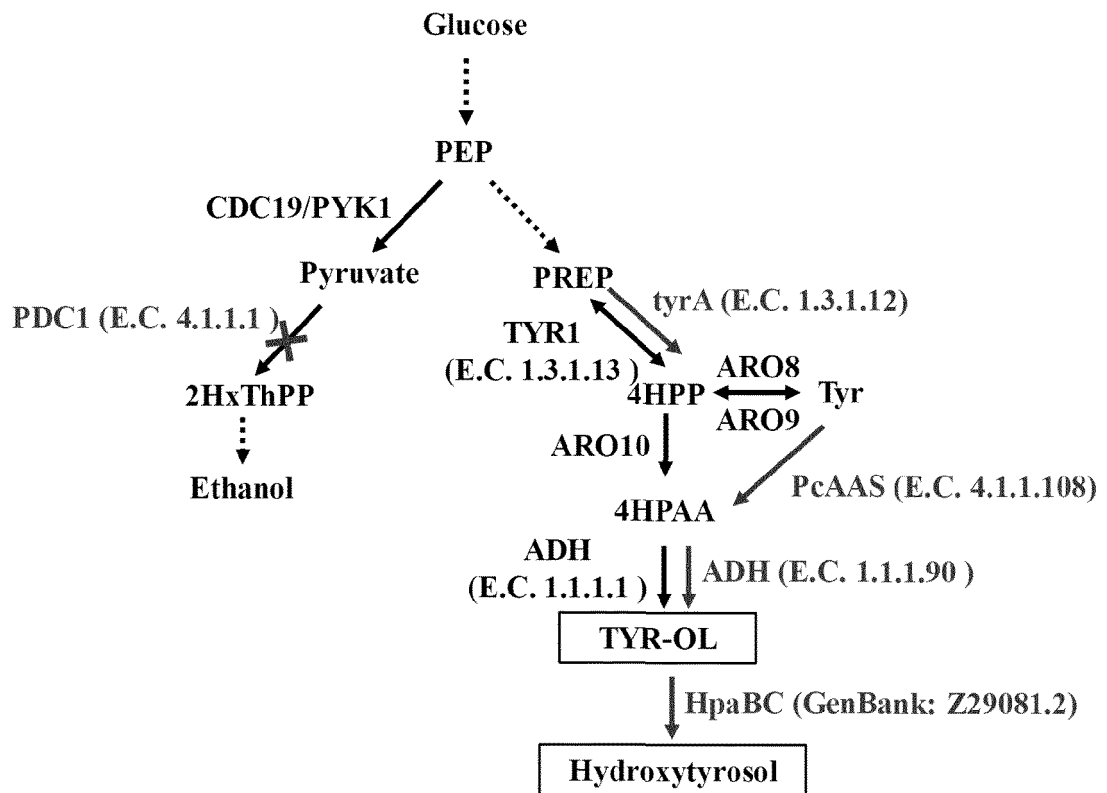 Glucose
PEP
CDC19/PYK1
Pyruvate
PREP
PDC1 (E.C. 4.1.1.1 )
tyrA (E.C. 1.3.1.12)
TYR1
(E.C. 1.3.1.13 )
2HxThPP
4HPP
ARO8
ARO9
Tyr
ARO10
Ethanol
PcAAS (E.C. 4.1.1.108)
4HPAA
ADH
(E.C. 1.1.1.1 )
ADH (E.C. 1.1.1.90 )
TYR-OL
HpaBC (GenBank: Z29081.2)
Hydroxytyrosol